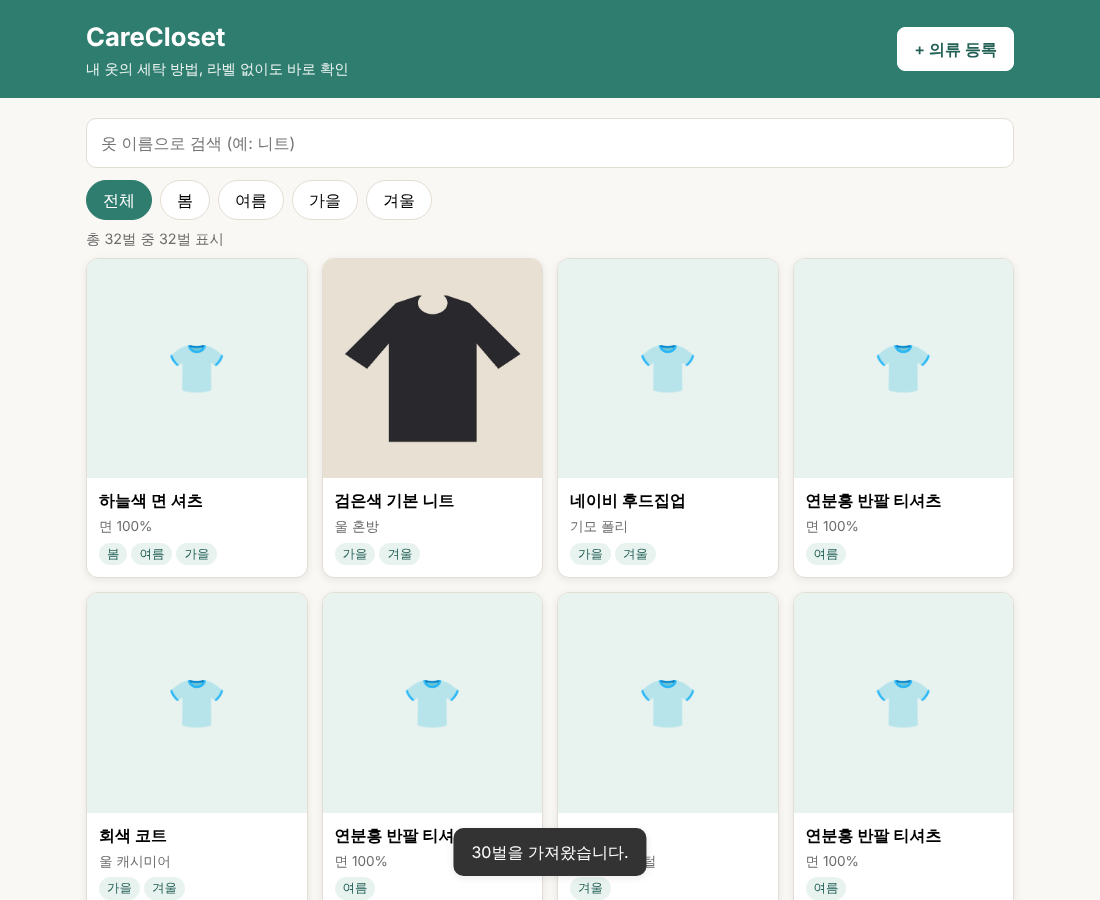 CareCloset
내 옷의 세탁 방법, 라벨 없이도 바로 확인
+ 의류 등록
옷 이름으로 검색 (예: 니트)
전체 봄 여름 가을 겨울
총 32벌 중 32벌 표시
하늘색 면 셔츠
면 100%
봄 여름 가을
검은색 기본 니트
울 혼방
가을 겨울
네이비 후드집업
기모 폴리
가을 겨울
연분홍 반팔 티셔츠
면 100%
여름
회색 코트
울 캐시미어
가을 겨울
연분홍 반팔 티셔
면 100%
여름
겨울
연분홍 반팔 티셔츠
면 100%
여름
30벌을 가져왔습니다.